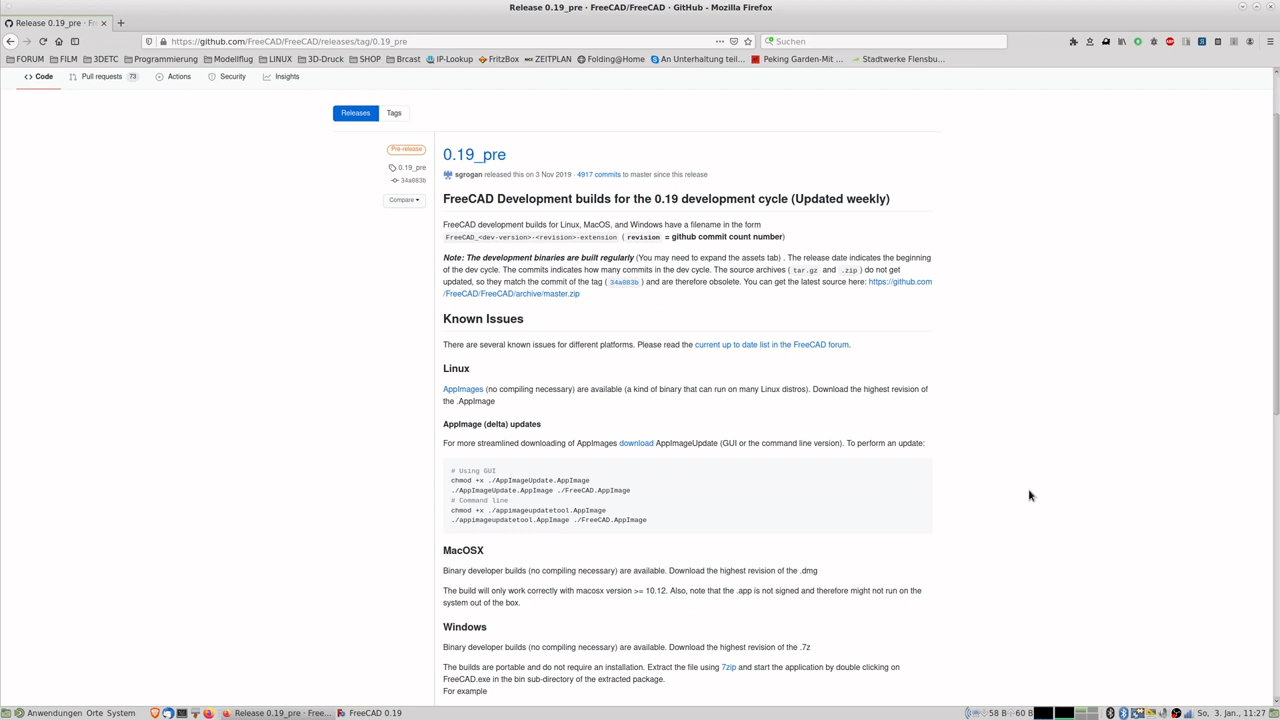 Release 0.19_pre · FreeCAD/FreeCAD · GitHub - Mozilla Firefox
Release 0.19_pre · Fr
https://github.com/FreeCAD/FreeCAD/releases/tag/0.19_pre
Suchen
FORUM FILM 3DETC Programmierung Modellflug LINUX 3D-Druck SHOP Brcast IP-Lookup FritzBox ZEITPLAN Folding@Home An Unterhaltung teil… Peking Garden-Mit … Stadtwerke Flensbu…
Code Pull requests 73 Actions Security Insights
Releases Tags
Pre-release
0.19_pre
34a083b
Compare
0.19_pre
sgrogan released this on 3 Nov 2019 · 4917 commits to master since this release
FreeCAD Development builds for the 0.19 development cycle (Updated weekly)
FreeCAD development builds for Linux, MacOS, and Windows have a filename in the form
FreeCAD_<dev-version>-<revision>-extension ( revision = github commit count number)
Note: The development binaries are built regularly (You may need to expand the assets tab) . The release date indicates the beginning
of the dev cycle. The commits indicates how many commits in the dev cycle. The source archives ( tar.gz and .zip ) do not get
updated, so they match the commit of the tag ( 34a083b ) and are therefore obsolete. You can get the latest source here: https://github.com
/FreeCAD/FreeCAD/archive/master.zip
Known Issues
There are several known issues for different platforms. Please read the current up to date list in the FreeCAD forum.
Linux
AppImages (no compiling necessary) are available (a kind of binary that can run on many Linux distros). Download the highest revision of
the .AppImage
AppImage (delta) updates
For more streamlined downloading of AppImages download AppImageUpdate (GUI or the command line version). To perform an update:
# Using GUI
chmod +x ./AppImageUpdate.AppImage
./AppImageUpdate.AppImage ./FreeCAD.AppImage
# Command line
chmod +x ./appimageupdatetool.AppImage
./appimageupdatetool.AppImage ./FreeCAD.AppImage
MacOSX
Binary developer builds (no compiling necessary) are available. Download the highest revision of the .dmg
The build will only work correctly with macosx version >= 10.12. Also, note that the .app is not signed and therefore might not run on the
system out of the box.
Windows
Binary developer builds (no compiling necessary) are available. Download the highest revision of the .7z
The builds are portable and do not require an installation. Extract the file using 7zip and start the application by double clicking on
FreeCAD.exe in the bin sub-directory of the extracted package.
For example
Anwendungen Orte System Release 0.19_pre · Free… FreeCAD 0.19 58 B 60 B So, 3. Jan., 11:27